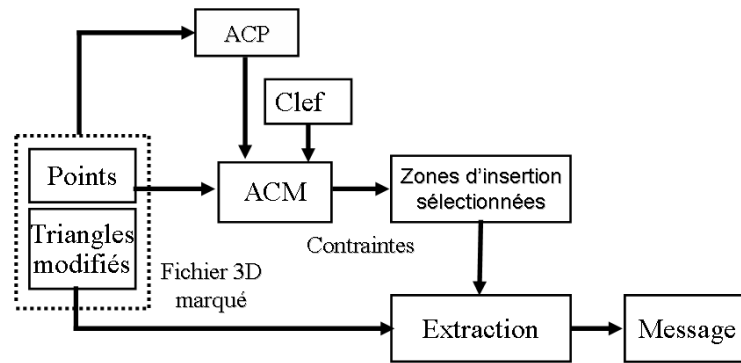 ACP
Clef
Points
ACM
Zones d'insertion
sélectionnées
Triangles
modifiés
Contraintes
Fichier 3D
marqué
Extraction
Message